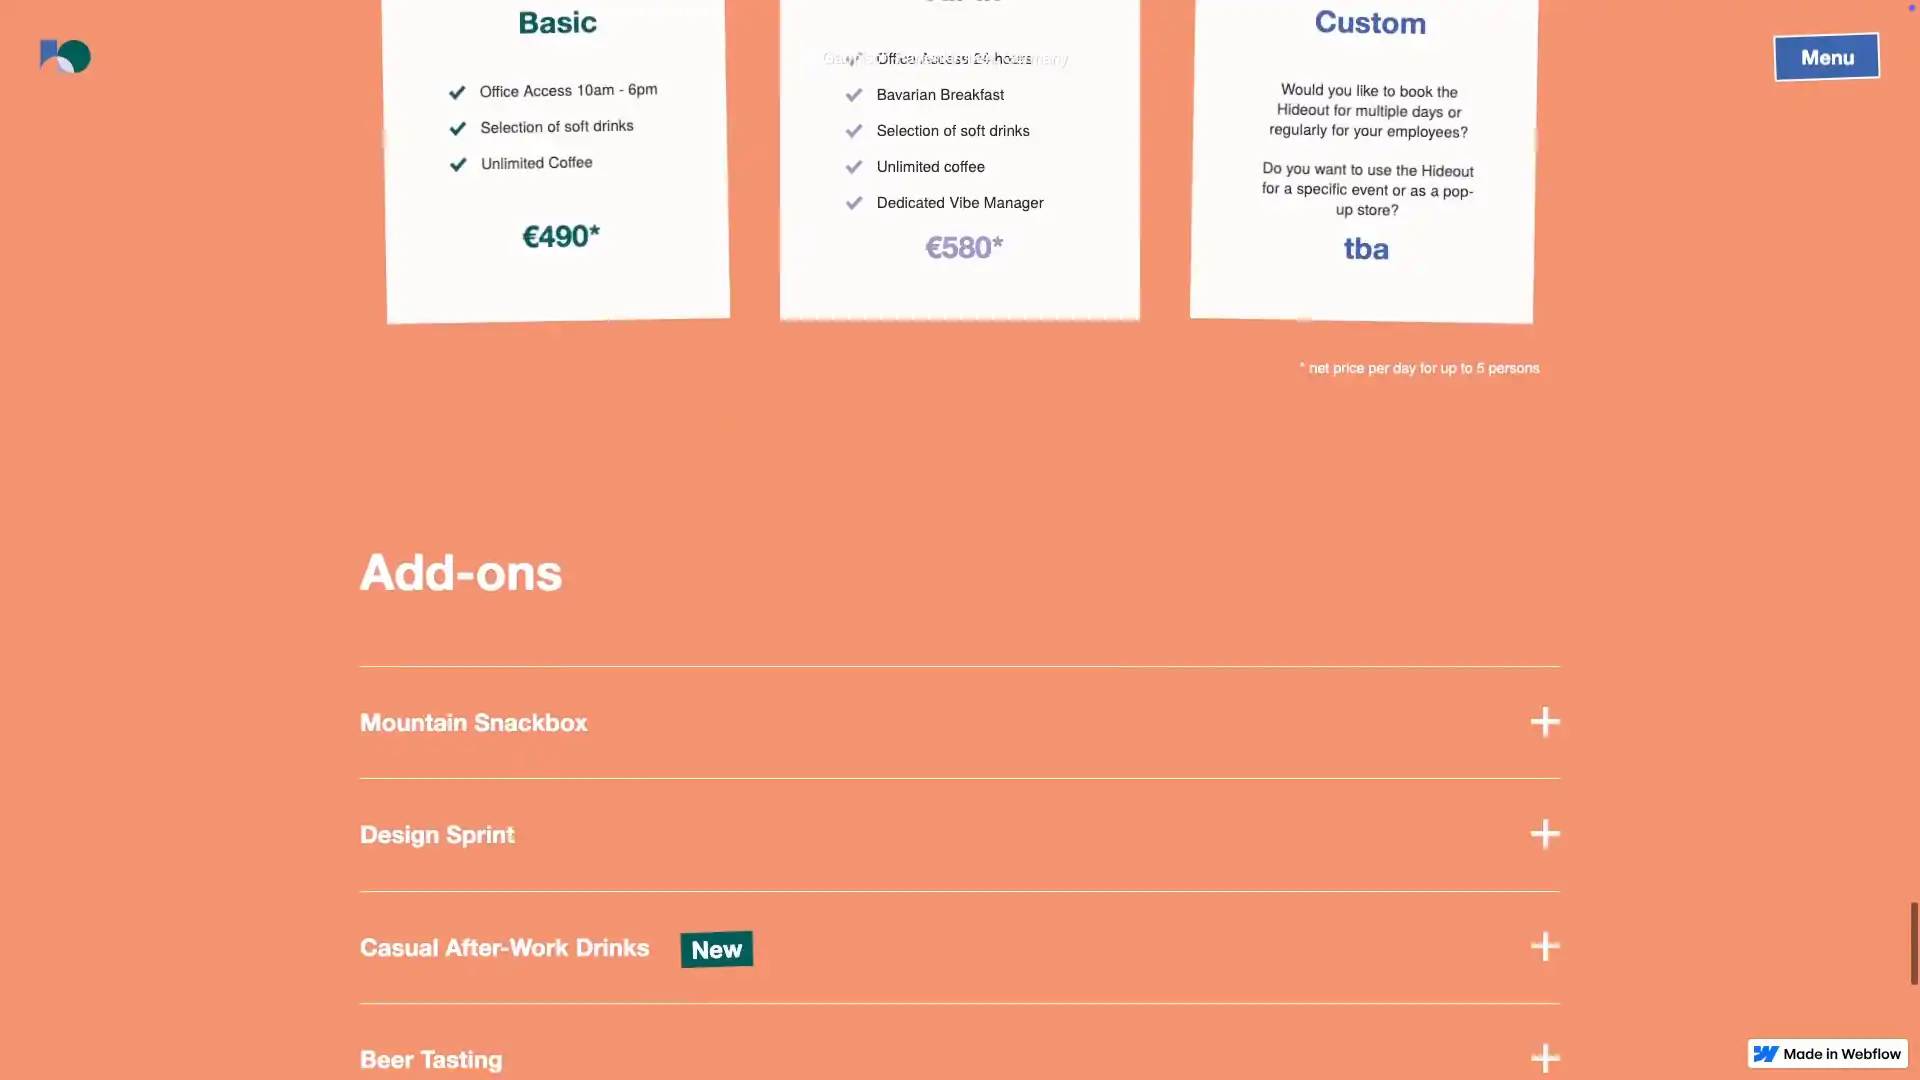 Menu
Basic
Office Access 10am - 6pm
Selection of soft drinks
Unlimited Coffee
€490*
Office Access 24 hours
Bavarian Breakfast
Selection of soft drinks
Unlimited coffee
Dedicated Vibe Manager
€580*
Custom
Would you like to book the
Hideout for multiple days or
regularly for your employees?
Do you want to use the Hideout
for a specific event or as a pop-
up store?
tba
* net price per day for up to 5 persons
Add-ons
Mountain Snackbox
Design Sprint
Casual After-Work Drinks
New
Beer Tasting
Made in Webflow